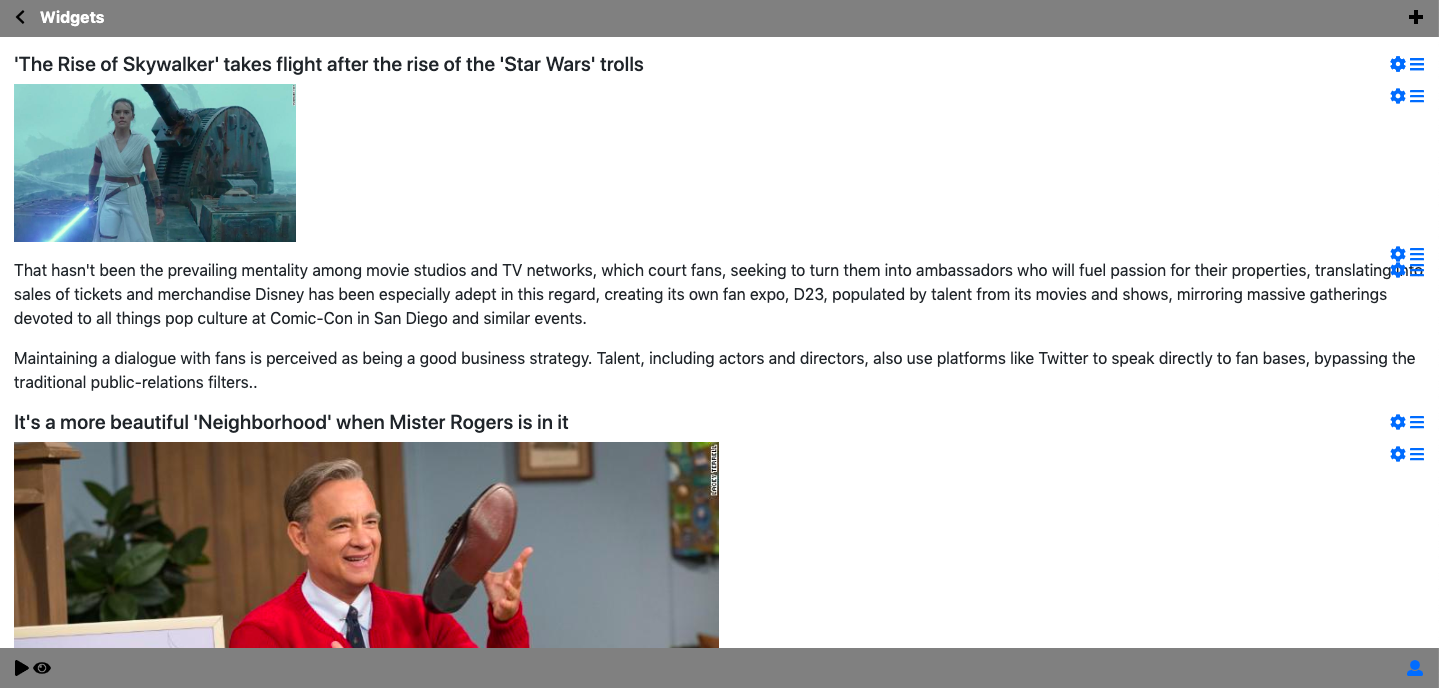 Widgets
'The Rise of Skywalker' takes flight after the rise of the 'Star Wars' trolls
That hasn't been the prevailing mentality among movie studios and TV networks, which court fans, seeking to turn them into ambassadors who will fuel passion for their properties, translating into
sales of tickets and merchandise Disney has been especially adept in this regard, creating its own fan expo, D23, populated by talent from its movies and shows, mirroring massive gatherings
devoted to all things pop culture at Comic-Con in San Diego and similar events.
Maintaining a dialogue with fans is perceived as being a good business strategy. Talent, including actors and directors, also use platforms like Twitter to speak directly to fan bases, bypassing the
traditional public-relations filters..
It's a more beautiful 'Neighborhood' when Mister Rogers is in it
LACEY TERRELL